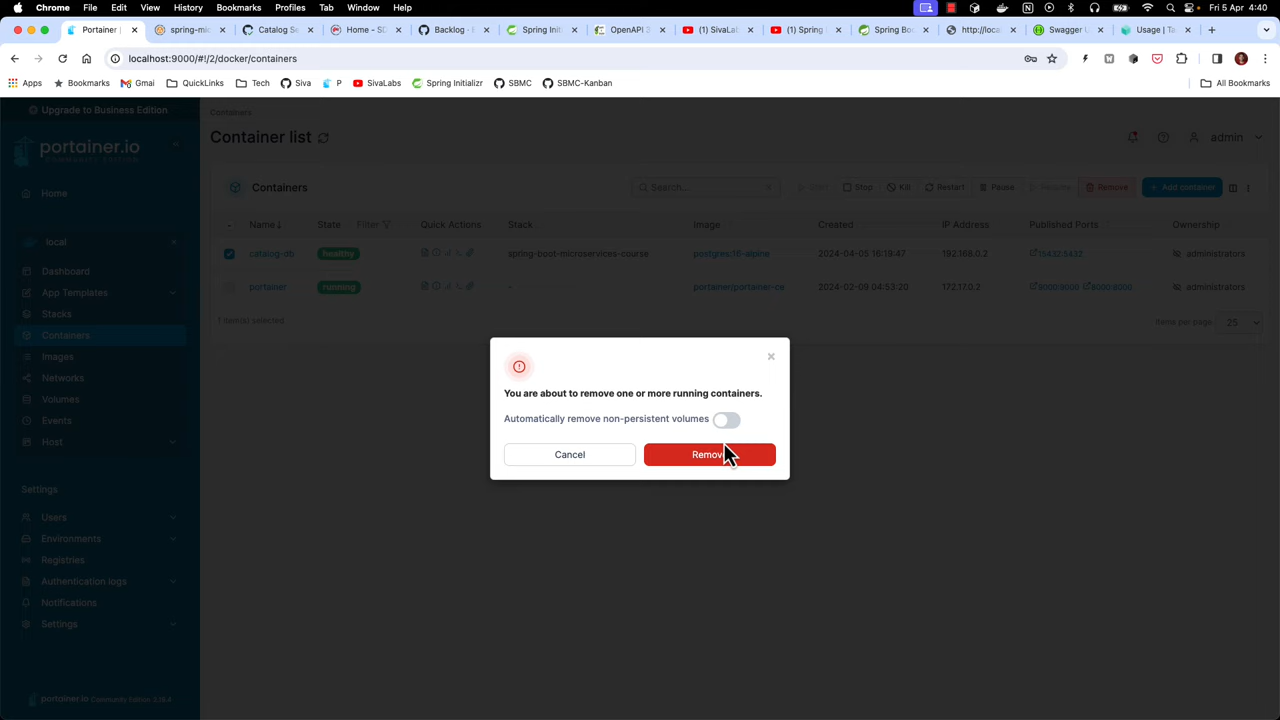 Chrome File Edit View History Bookmarks Profiles Tab Window Help Fri 5 Apr 4:40
Portainer | spring-mic Catalog Se Home - SD Backlog - Spring Initi OpenAPI 3 (1) SivaLab (1) Spring Spring Boo http://loca Swagger U Usage | Ta
localhost:9000/#!/2/docker/containers
Apps Bookmarks Gmai QuickLinks Tech Siva P SivaLabs Spring Initializr SBMC SBMC-Kanban All Bookmarks
Upgrade to Business Edition
portainer.io
COMMUNITY EDITION
Home
local
Dashboard
App Templates
Stacks
Containers
Images
Networks
Volumes
Events
Host
Settings
Users
Environments
Registries
Authentication logs
Notifications
Settings
portainer.io Community Edition
Containers
Container list
admin
Containers
Search... Start Stop Kill Restart Pause Resume Remove + Add container
Name State Filter Quick Actions Stack Image Created IP Address Published Ports Ownership
catalog-db healthy spring-boot-microservices-course postgres:16-alpine 2024-04-05 16:19:47 192.168.0.2 15432:5432 administrators
portainer running - portainer/portainer-ce 2024-02-09 04:53:20 172.17.0.2 9000:9000 8000:8000 administrators
1 item(s) selected
Items per page 25
You are about to remove one or more running containers.
Automatically remove non-persistent volumes
Cancel Remove